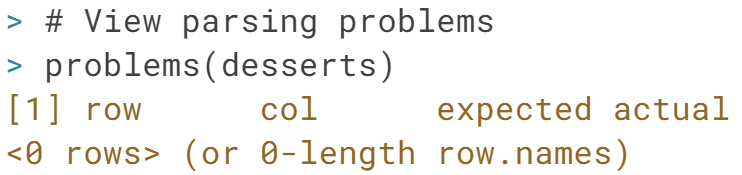 > # View parsing problems
> problems(desserts)
[1] row      col      expected actual
<0 rows> (or 0-length row.names)